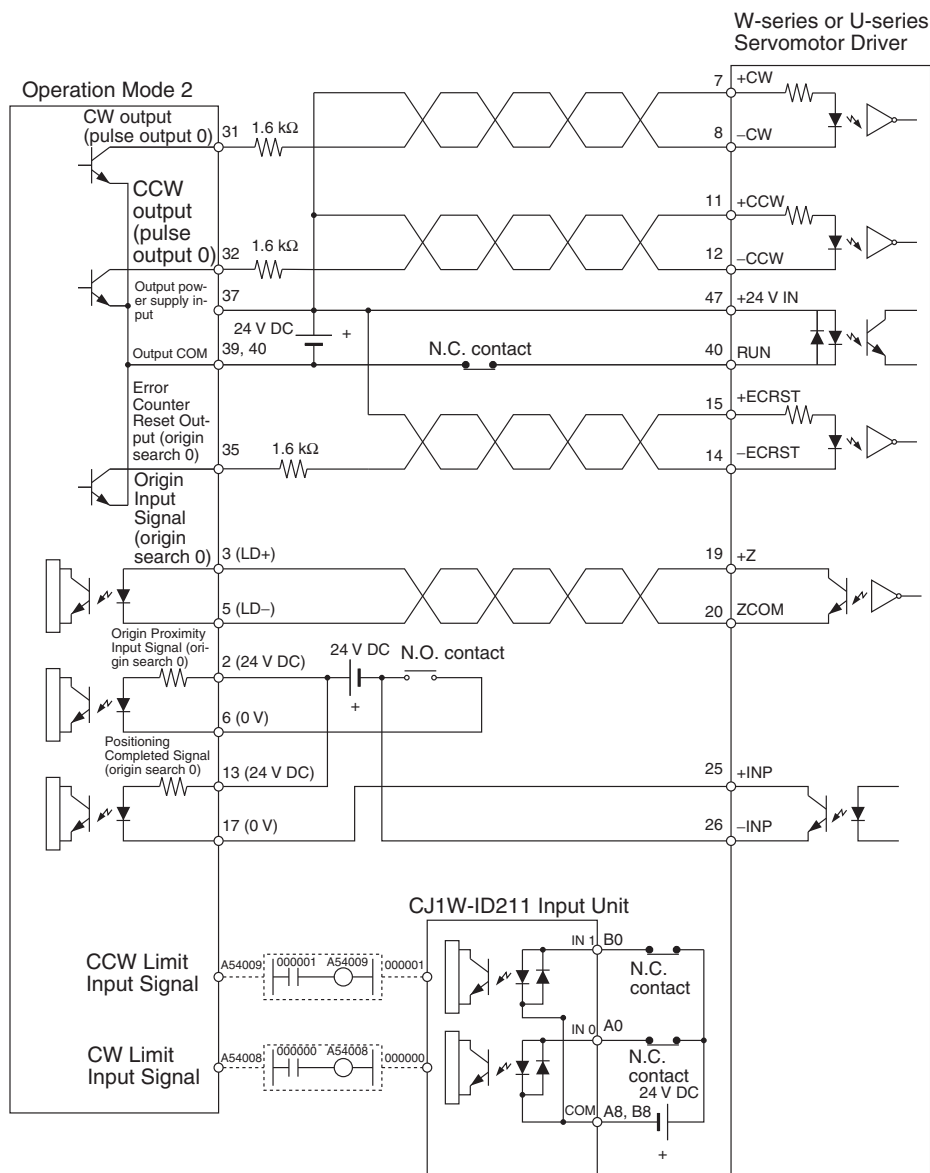 W-series or U-series
Servomotor Driver
Operation Mode 2
CW output
(pulse output 0)
31
1.6 kΩ
7
+CW
8
−CW
CCW
output
(pulse
output 0)
32
1.6 kΩ
11
+CCW
12
−CCW
Output pow-
er supply in-
put
37
47
+24 V IN
24 V DC
+
Output COM
39, 40
N.C. contact
40
RUN
Error
Counter
Reset Out-
put (origin
search 0)
35
1.6 kΩ
15
+ECRST
14
−ECRST
Origin
Input
Signal
(origin
search 0)
3 (LD+)
19
+Z
5 (LD−)
20
ZCOM
Origin Proximity
Input Signal (ori-
gin search 0)
2 (24 V DC)
24 V DC
+
N.O. contact
6 (0 V)
Positioning
Completed Signal
(origin search 0)
13 (24 V DC)
25
+INP
17 (0 V)
26
−INP
CJ1W-ID211 Input Unit
CCW Limit
Input Signal
A54009
000001
A54009
000001
IN 1
B0
N.C.
contact
CW Limit
Input Signal
A54008
000000
A54008
000000
IN 0
A0
N.C.
contact
24 V DC
COM
A8, B8
+